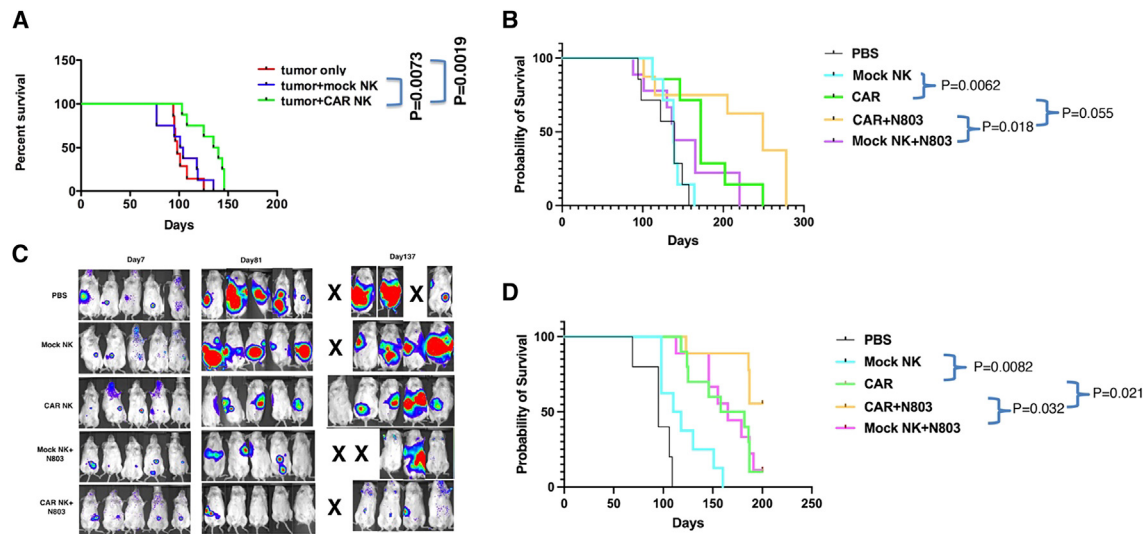 A
150
100
50
0
Percent survival
0 50 100 150 200
Days
tumor only
tumor+mock NK
tumor+CAR NK
P=0.0073
P=0.0019
B
100
50
0
Probability of Survival
0 100 200 300
Days
PBS
Mock NK
CAR
CAR+N803
Mock NK+N803
P=0.0062
P=0.018
P=0.055
C
Day7 Day81 Day137
PBS
X X
Mock NK
X
CAR NK
Mock NK+
N803
X X
CAR NK+
N803
X
D
100
50
0
Probability of Survival
0 50 100 150 200 250
Days
PBS
Mock NK
CAR
CAR+N803
Mock NK+N803
P=0.0082
P=0.032
P=0.021